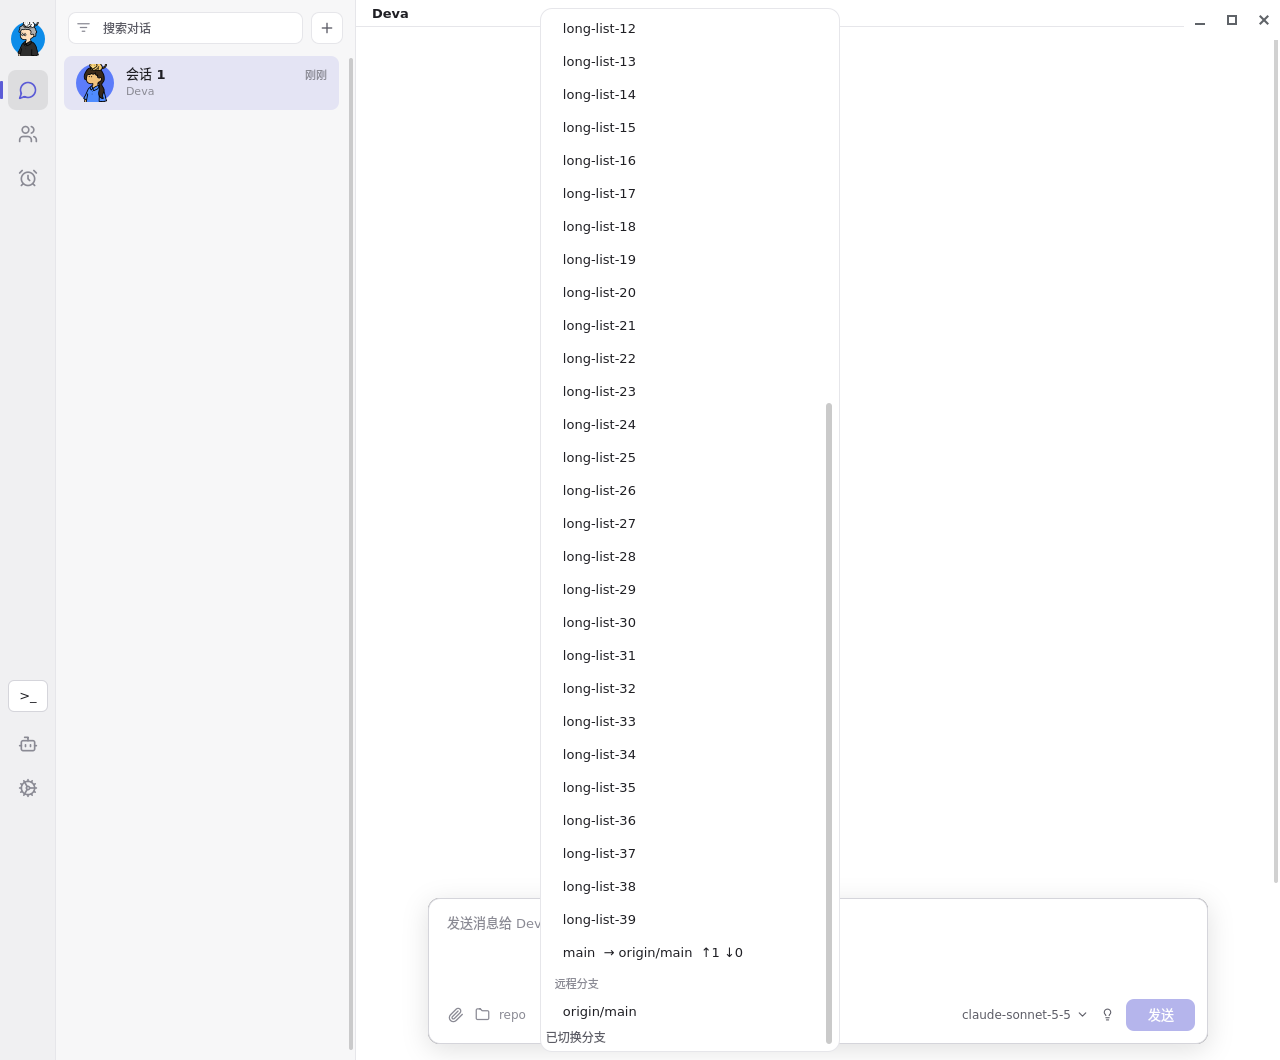 搜索对话
会话 1
刚刚
Deva
>_
Deva
long-list-12
long-list-13
long-list-14
long-list-15
long-list-16
long-list-17
long-list-18
long-list-19
long-list-20
long-list-21
long-list-22
long-list-23
long-list-24
long-list-25
long-list-26
long-list-27
long-list-28
long-list-29
long-list-30
long-list-31
long-list-32
long-list-33
long-list-34
long-list-35
long-list-36
long-list-37
long-list-38
long-list-39
main → origin/main ↑1 ↓0
远程分支
origin/main
已切换分支
发送消息给 Dev
repo
claude-sonnet-5-5
发送